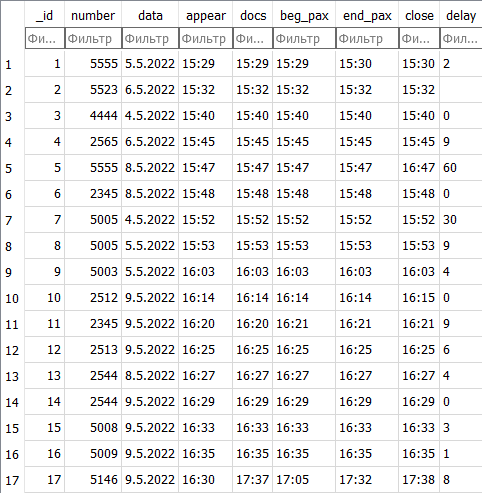 _id number data appear docs beg_pax end_pax close delay
Фи... Фильтр Фильтр Фильтр Фи... Фильтр Фильтр Фи... Фи...
1 1 5555 5.5.2022 15:29 15:29 15:29 15:30 15:30 2
2 2 5523 6.5.2022 15:32 15:32 15:32 15:32 15:32
3 3 4444 4.5.2022 15:40 15:40 15:40 15:40 15:40 0
4 4 2565 6.5.2022 15:45 15:45 15:45 15:45 15:45 9
5 5 5555 8.5.2022 15:47 15:47 15:47 15:47 16:47 60
6 6 2345 8.5.2022 15:48 15:48 15:48 15:48 15:48 0
7 7 5005 4.5.2022 15:52 15:52 15:52 15:52 15:52 30
8 8 5005 5.5.2022 15:53 15:53 15:53 15:53 15:53 9
9 9 5003 5.5.2022 16:03 16:03 16:03 16:03 16:03 4
10 10 2512 9.5.2022 16:14 16:14 16:14 16:14 16:15 0
11 11 2345 9.5.2022 16:20 16:20 16:21 16:21 16:21 9
12 12 2513 9.5.2022 16:25 16:25 16:25 16:25 16:25 6
13 13 2544 8.5.2022 16:27 16:27 16:27 16:27 16:27 4
14 14 2544 9.5.2022 16:29 16:29 16:29 16:29 16:29 0
15 15 5008 9.5.2022 16:33 16:33 16:33 16:33 16:33 3
16 16 5009 9.5.2022 16:35 16:35 16:35 16:35 16:35 1
17 17 5146 9.5.2022 16:30 17:37 17:05 17:32 17:38 8